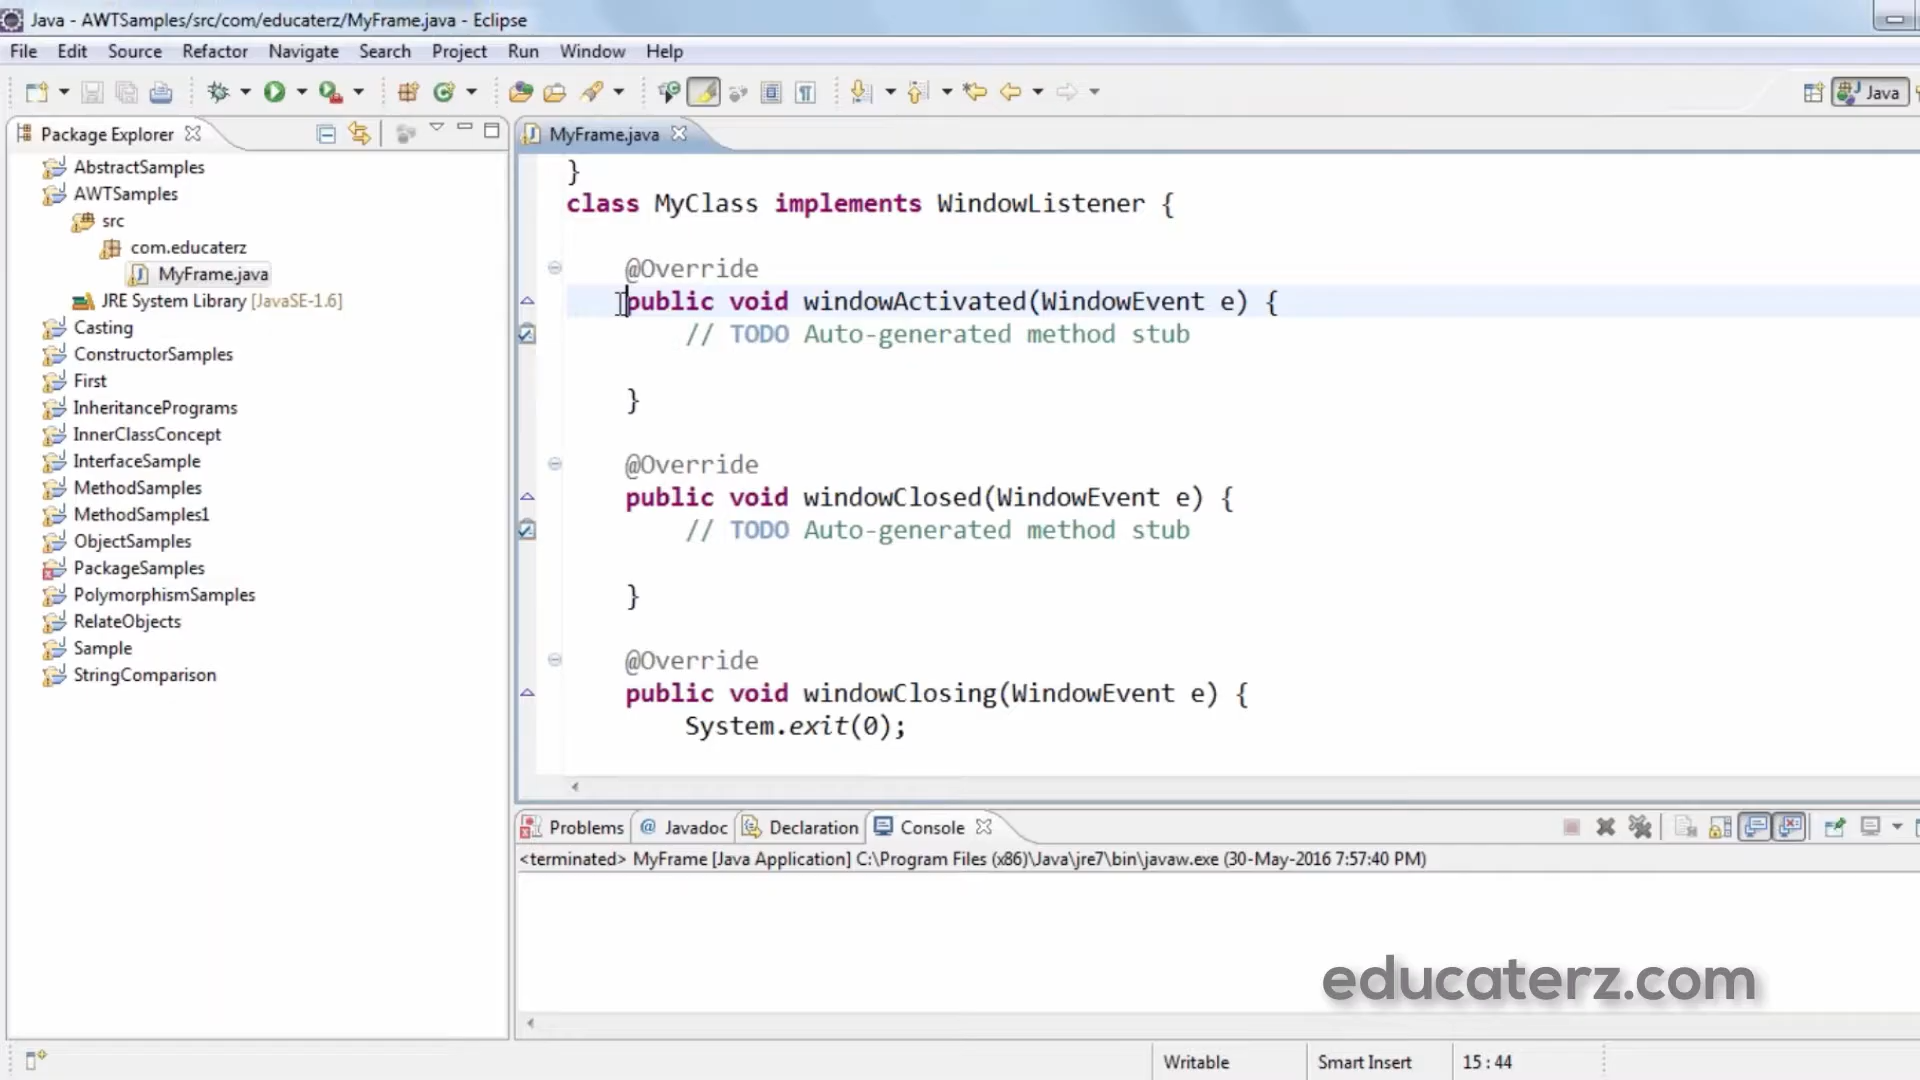 Java - AWTSamples/src/com/educaterz/MyFrame.java - Eclipse
File Edit Source Refactor Navigate Search Project Run Window Help
Java
Package Explorer
AbstractSamples
AWTSamples
src
com.educaterz
MyFrame.java
JRE System Library [JavaSE-1.6]
Casting
ConstructorSamples
First
InheritancePrograms
InnerClassConcept
InterfaceSample
MethodSamples
MethodSamples1
ObjectSamples
PackageSamples
PolymorphismSamples
RelateObjects
Sample
StringComparison
MyFrame.java
}
class MyClass implements WindowListener {
@Override
public void windowActivated(WindowEvent e) {
// TODO Auto-generated method stub
}
@Override
public void windowClosed(WindowEvent e) {
// TODO Auto-generated method stub
}
@Override
public void windowClosing(WindowEvent e) {
System.exit(0);
Problems @ Javadoc Declaration Console
<terminated> MyFrame [Java Application] C:\Program Files (x86)\Java\jre7\bin\javaw.exe (30-May-2016 7:57:40 PM)
educaterz.com
Writable Smart Insert 15 : 44